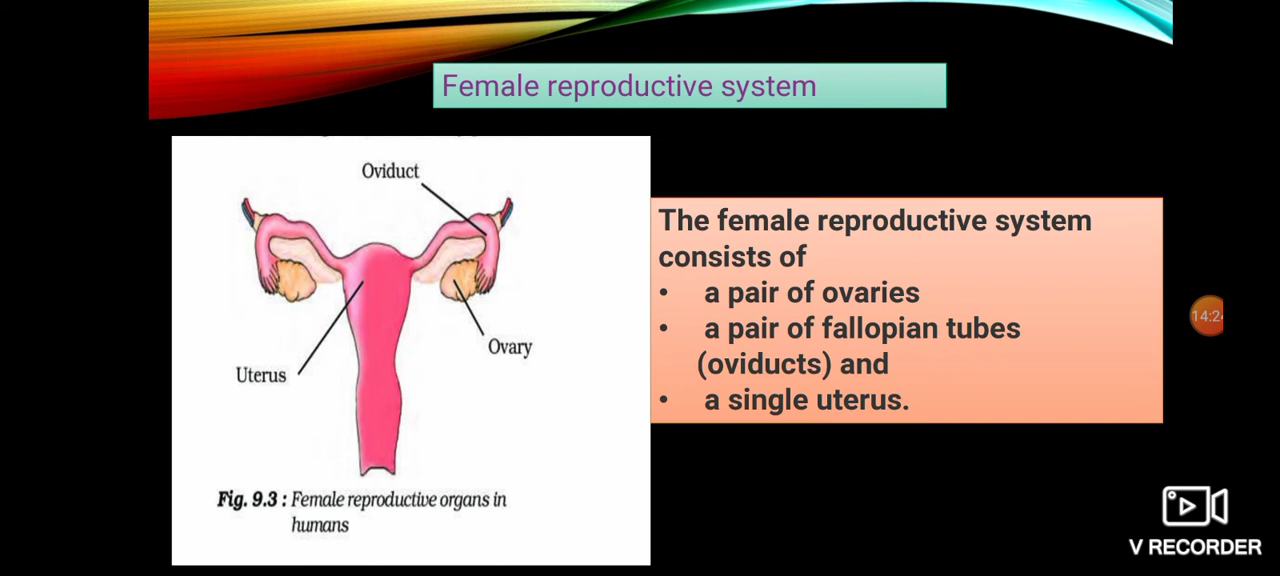 Female reproductive system
Oviduct
Ovary
Uterus
Fig. 9.3 : Female reproductive organs in
humans
The female reproductive system
consists of
• a pair of ovaries
• a pair of fallopian tubes
(oviducts) and
• a single uterus.
V RECORDER